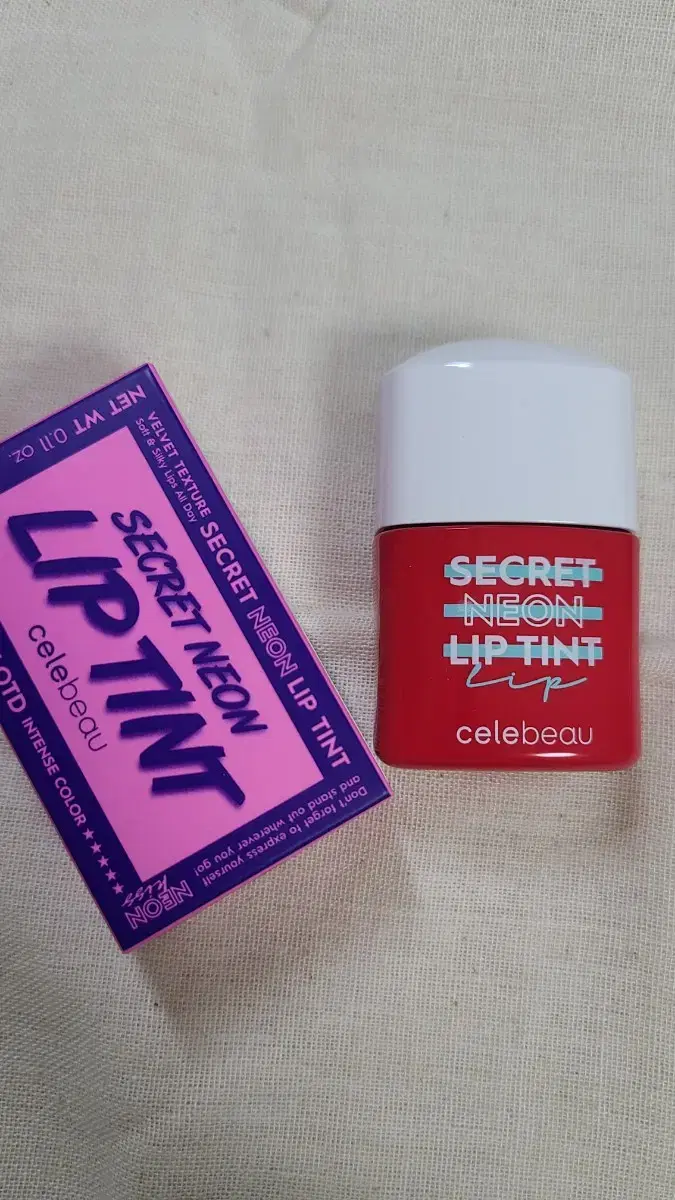 NET WT 0.11 OZ.
VELVET TEXTURE SECRET NEON LIP TINT
Soft & Silky Lips All Day
SECRET NEON
LIP TINT
celebeau
OTD INTENSE COLOR ★★★★★
Don't forget to express yourself
and stand out wherever you go!
NEON
kiss
SECRET
NEON
LIP TINT
Lip
celebeau